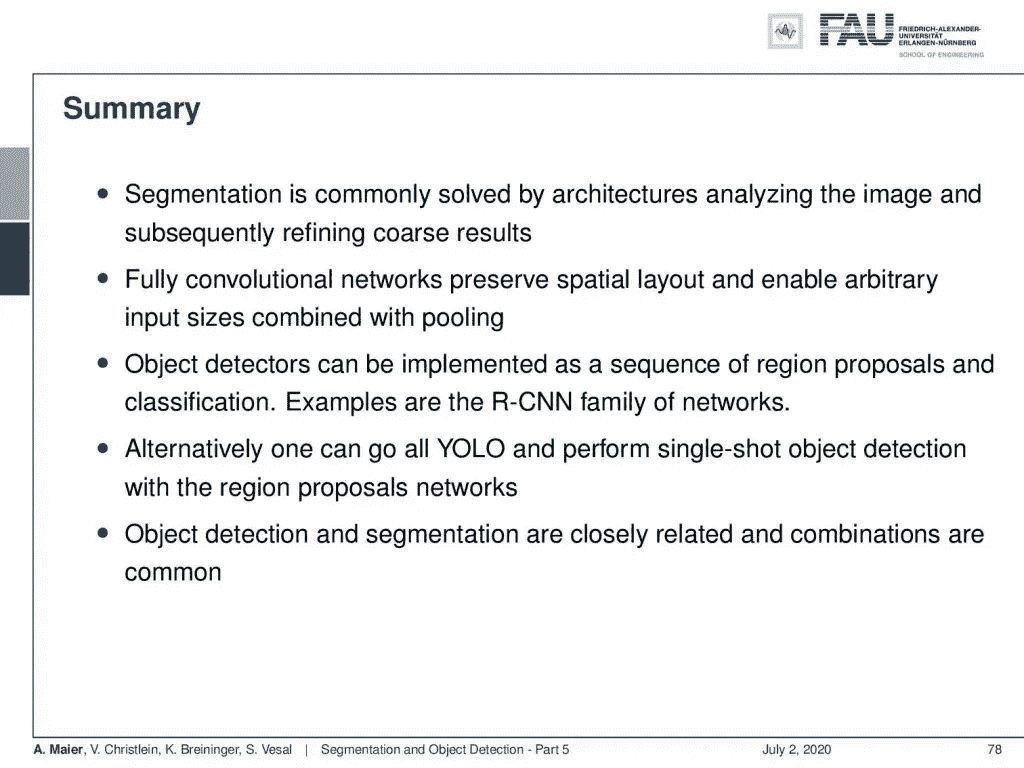 FAU
FRIEDRICH-ALEXANDER-
UNIVERSITÄT
ERLANGEN-NÜRNBERG
SCHOOL OF ENGINEERING
Summary
• Segmentation is commonly solved by architectures analyzing the image and
subsequently refining coarse results
• Fully convolutional networks preserve spatial layout and enable arbitrary
input sizes combined with pooling
• Object detectors can be implemented as a sequence of region proposals and
classification. Examples are the R-CNN family of networks.
• Alternatively one can go all YOLO and perform single-shot object detection
with the region proposals networks
• Object detection and segmentation are closely related and combinations are
common
A. Maier, V. Christlein, K. Breininger, S. Vesal | Segmentation and Object Detection - Part 5 July 2, 2020 78